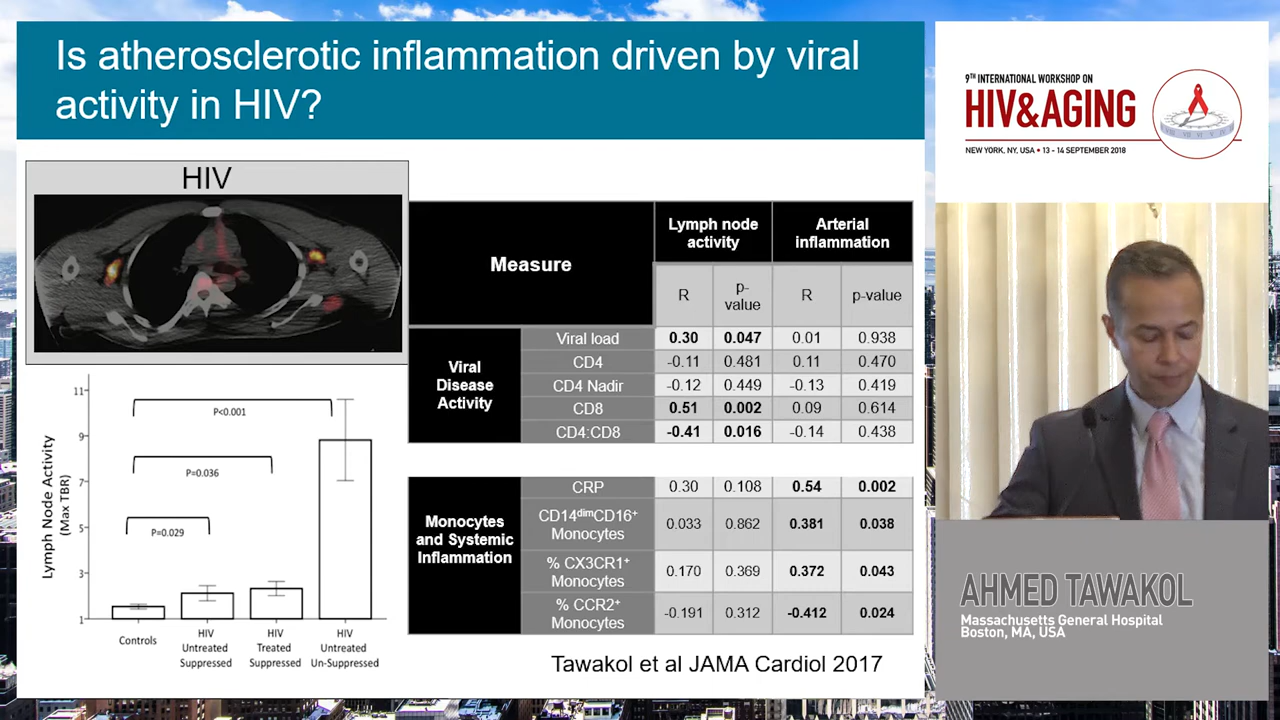 Is atherosclerotic inflammation driven by viral
activity in HIV?
HIV
Lymph Node Activity
(Max TBR)
11
9
7
5
3
1
P<0.001
P=0.036
P=0.029
Controls
HIV
Untreated
Suppressed
HIV
Treated
Suppressed
HIV
Untreated
Un-Suppressed
Measure
Lymph node
activity
Arterial
inflammation
R
p-
value
R
p-value
Viral
Disease
Activity
Viral load 0.30 0.047 0.01 0.938
CD4 -0.11 0.481 0.11 0.470
CD4 Nadir -0.12 0.449 -0.13 0.419
CD8 0.51 0.002 0.09 0.614
CD4:CD8 -0.41 0.016 -0.14 0.438
Monocytes
and Systemic
Inflammation
CRP 0.30 0.108 0.54 0.002
CD14dimCD16+
Monocytes 0.033 0.862 0.381 0.038
% CX3CR1+
Monocytes 0.170 0.369 0.372 0.043
% CCR2+
Monocytes -0.191 0.312 -0.412 0.024
Tawakol et al JAMA Cardiol 2017
9TH INTERNATIONAL WORKSHOP ON
HIV&AGING
NEW YORK, NY, USA • 13 - 14 SEPTEMBER 2018
AHMED TAWAKOL
Massachusetts General Hospital
Boston, MA, USA